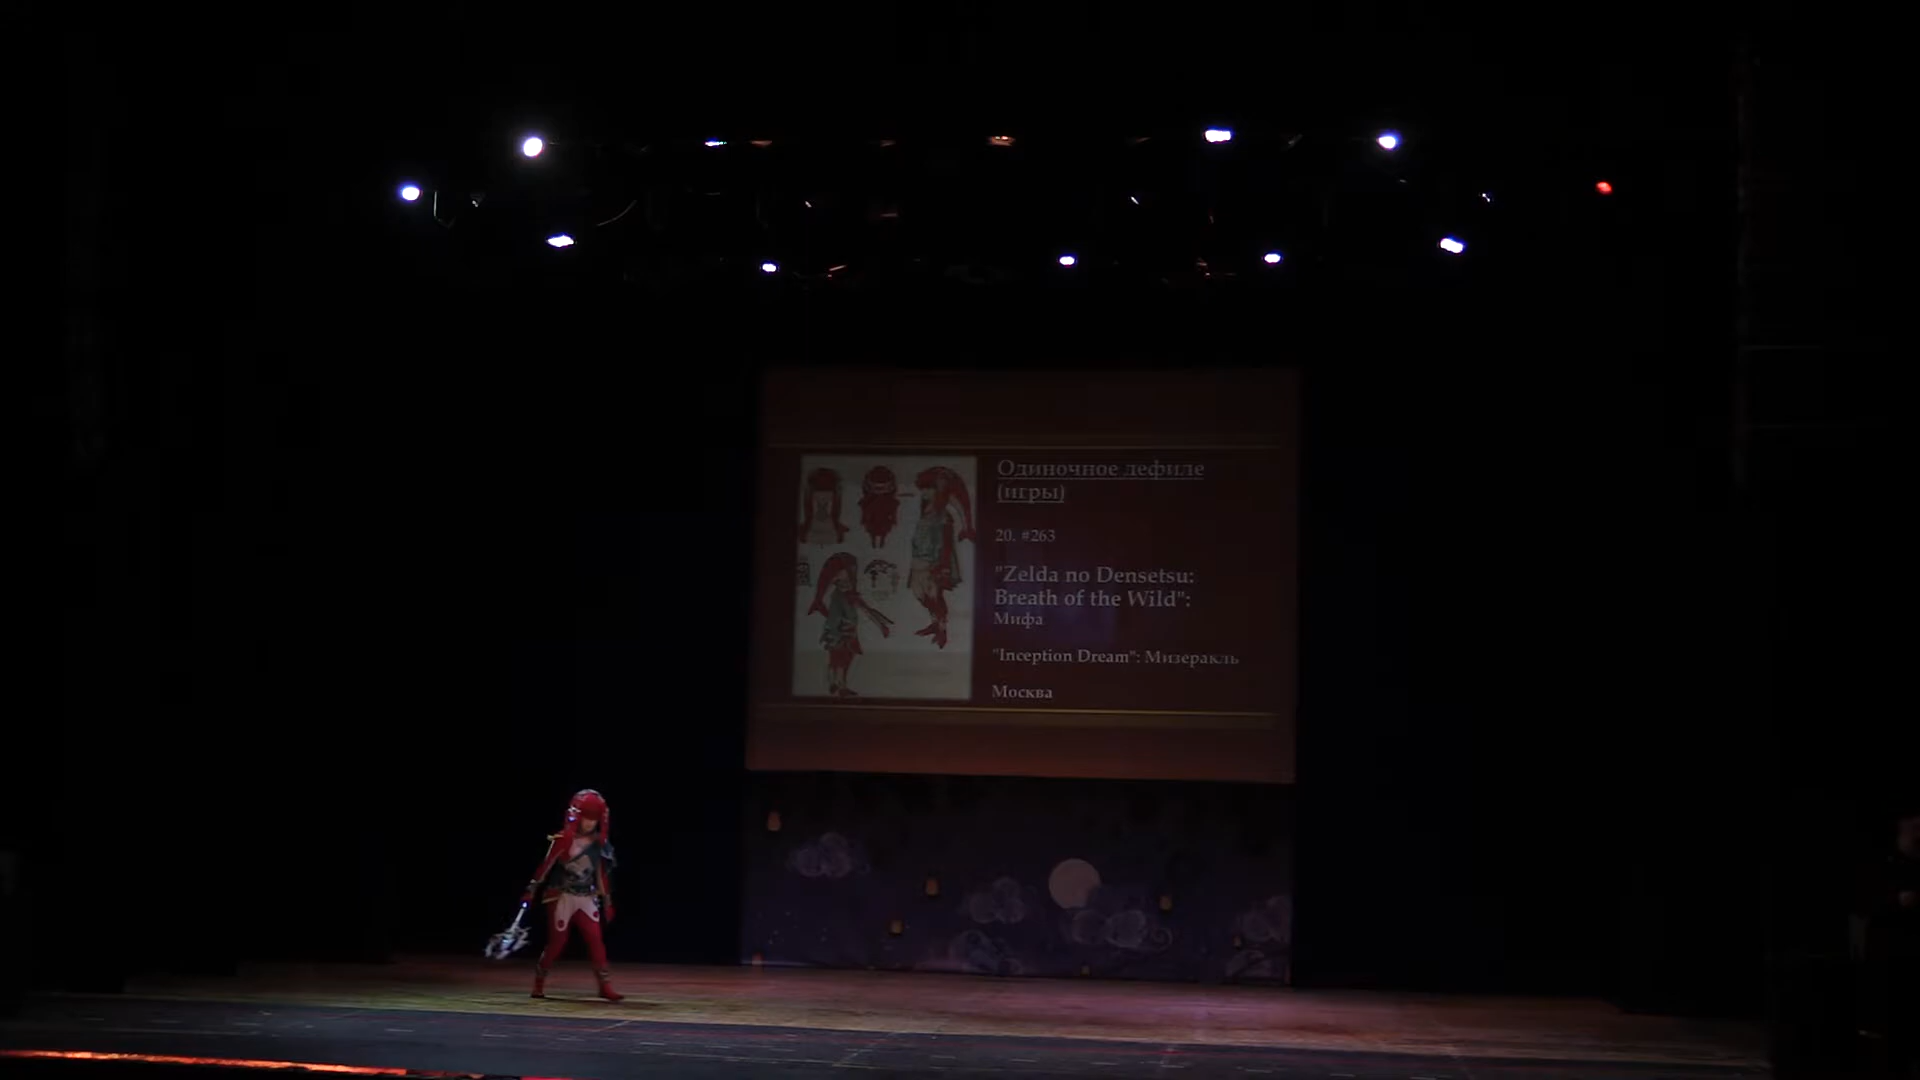 Одиночное дефиле
(игры)
20. #263
"Zelda no Densetsu:
Breath of the Wild":
Мифа
"Inception Dream": Мизеракль
Москва